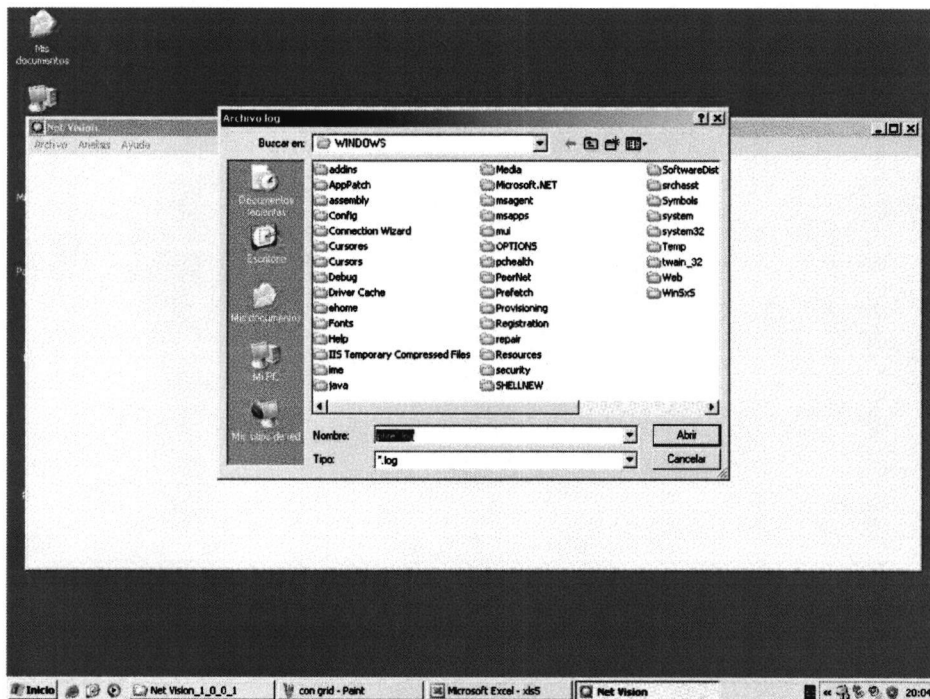 Mis
documentos
Net Vision
Archivo Analisis Ayuda
Archivo log
Buscar en: WINDOWS
Documentos
recientes
Escritorio
Mis documentos
Mi PC
Mis sitios de red
addins
AppPatch
assembly
Config
Connection Wizard
Cursores
Cursors
Debug
Driver Cache
ehome
Fonts
Help
IIS Temporary Compressed Files
ime
java
Media
Microsoft.NET
msagent
msapps
mui
OPTIONS
pchealth
PeerNet
Prefetch
Provisioning
Registration
repair
Resources
security
SHELLNEW
SoftwareDist
srchasst
Symbols
system
system32
Temp
twain_32
Web
WinSxS
Nombre:
Abrir
Tipo: *.log
Cancelar
Inicio
Net Vision_1_0_0_1
con grid - Paint
Microsoft Excel - xls5
Net Vision
20:04